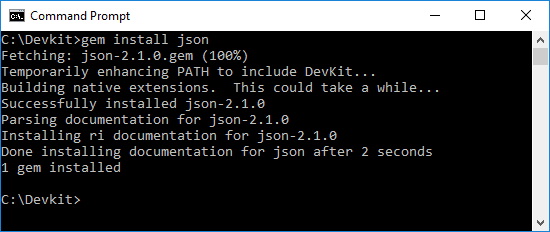 Command Prompt
C:\Devkit>gem install json
Fetching: json-2.1.0.gem (100%)
Temporarily enhancing PATH to include DevKit...
Building native extensions.  This could take a while...
Successfully installed json-2.1.0
Parsing documentation for json-2.1.0
Installing ri documentation for json-2.1.0
Done installing documentation for json after 2 seconds
1 gem installed
C:\Devkit>